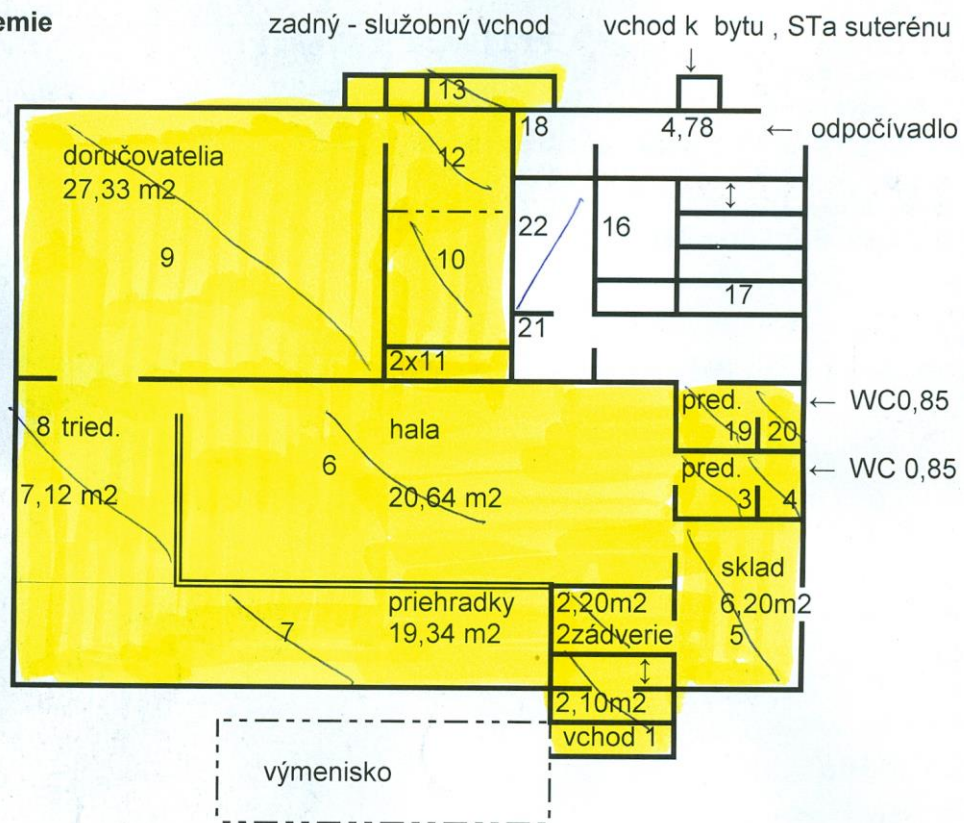 emie
zadný - služobný vchod
vchod k bytu , STa suterénu
↓
13
18
4,78
← odpočívadlo
doručovatelia
27,33 m2
12
↕
22
16
9
10
17
21
2x11
pred.
← WC0,85
8 tried.
hala
19
20
6
pred.
← WC 0,85
7,12 m2
20,64 m2
3
4
sklad
priehradky
2,20m2
6,20m2
7
19,34 m2
2zádverie
5
↕
2,10m2
vchod 1
výmenisko